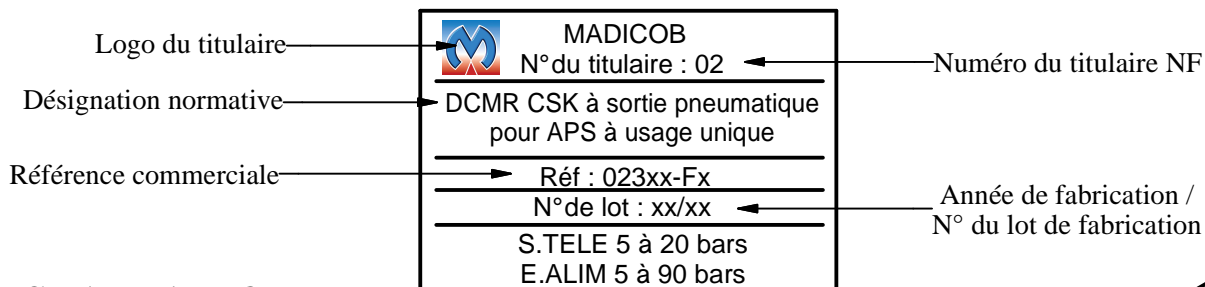 Logo du titulaire
MADICOB
N°du titulaire : 02
Numéro du titulaire NF
Désignation normative
DCMR CSK à sortie pneumatique
pour APS à usage unique
Référence commerciale
Réf : 023xx-Fx
N°de lot : xx/xx
Année de fabrication /
N° du lot de fabrication
S.TELE 5 à 20 bars
E.ALIM 5 à 90 bars